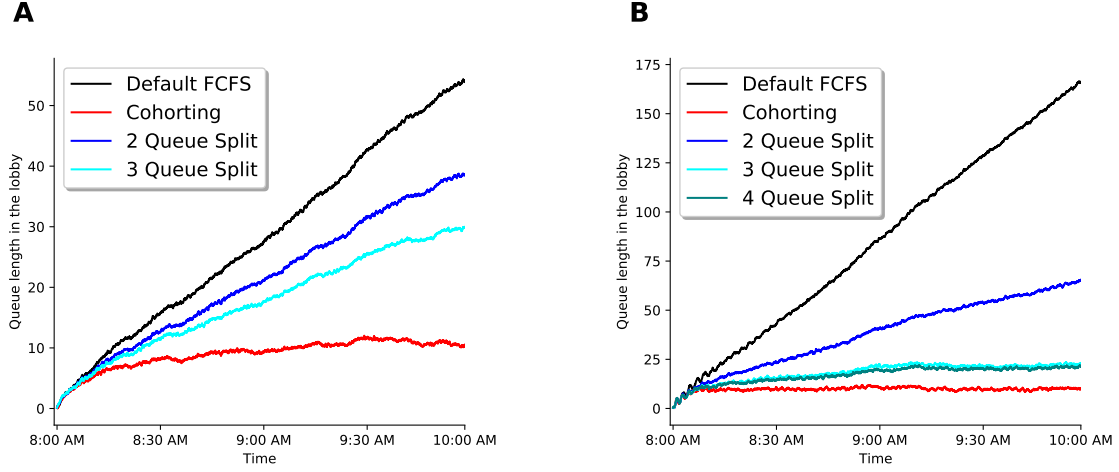 A
Queue length in the lobby
50
40
30
20
10
0
Default FCFS
Cohorting
2 Queue Split
3 Queue Split
8:00 AM 8:30 AM 9:00 AM 9:30 AM 10:00 AM
Time
B
Queue length in the lobby
175
150
125
100
75
50
25
0
Default FCFS
Cohorting
2 Queue Split
3 Queue Split
4 Queue Split
8:00 AM 8:30 AM 9:00 AM 9:30 AM 10:00 AM
Time